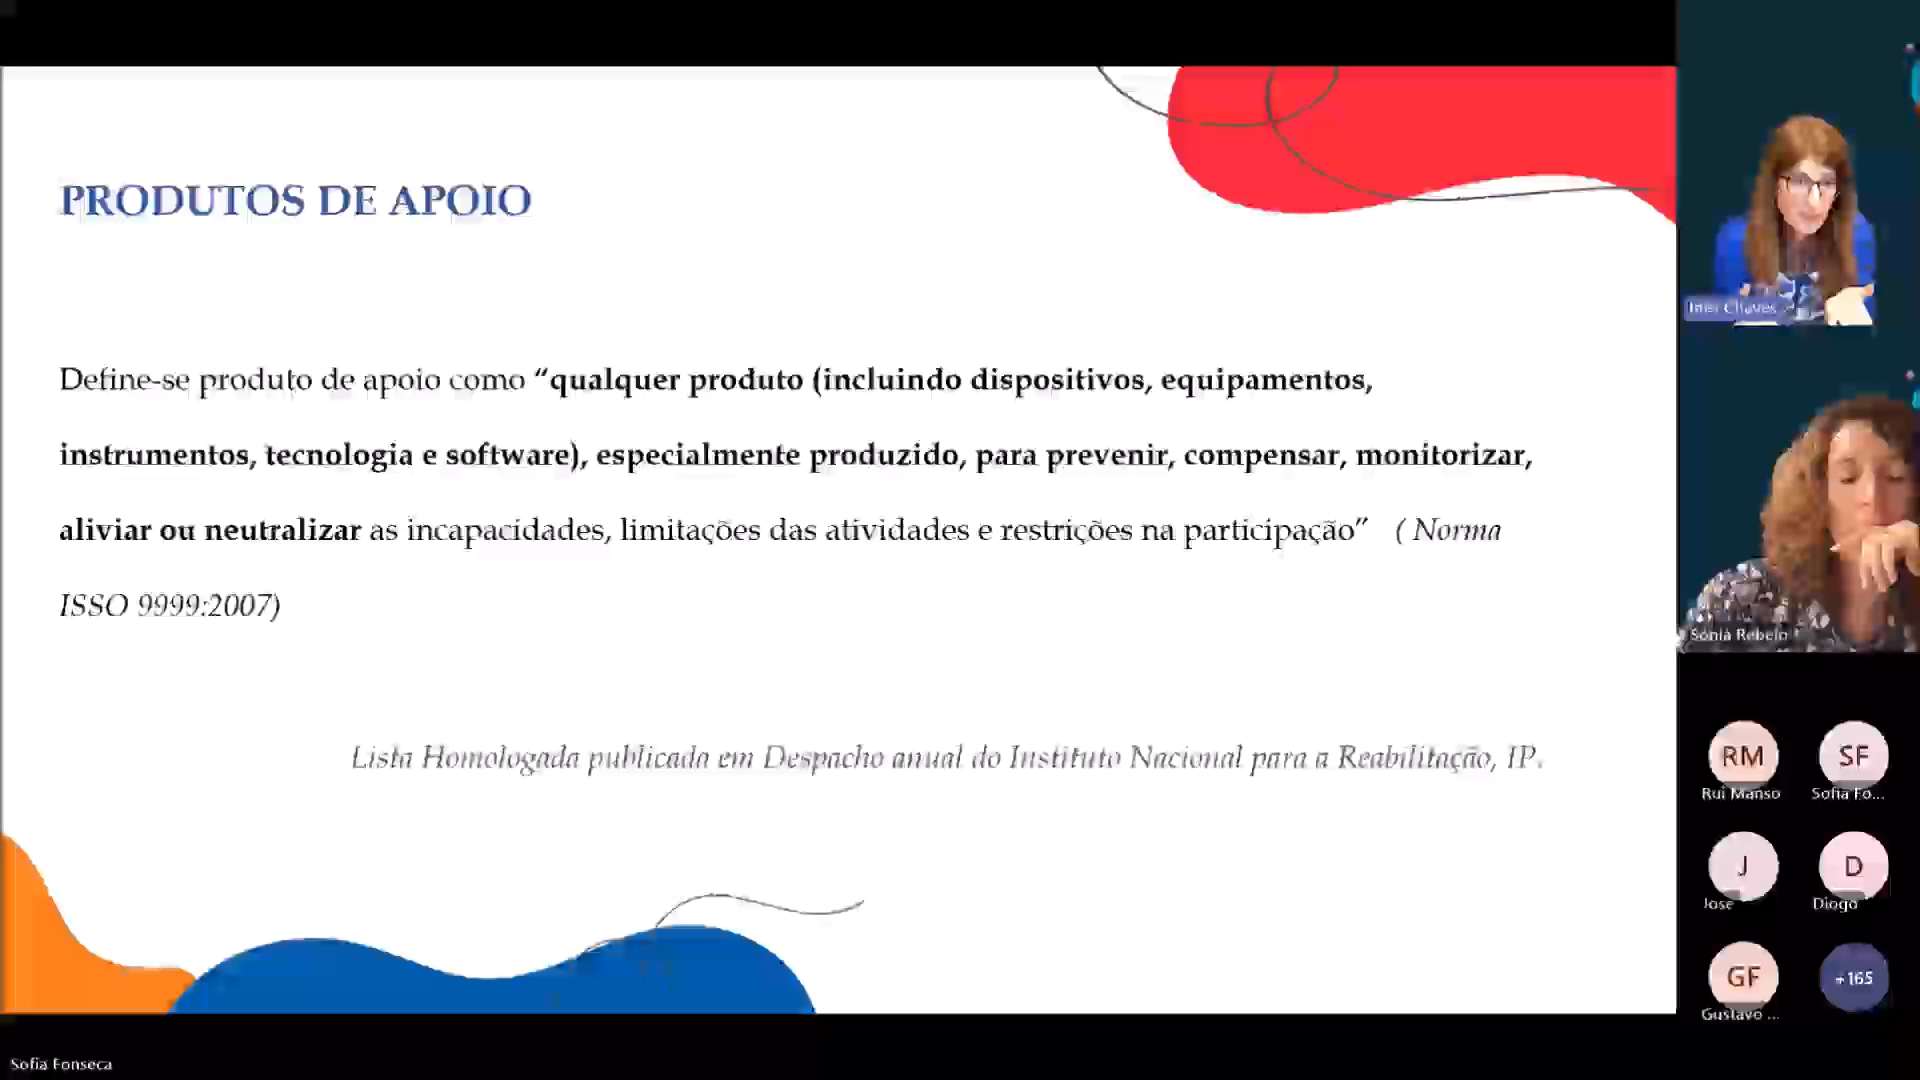 PRODUTOS DE APOIO
Define-se produto de apoio como “qualquer produto (incluindo dispositivos, equipamentos,
instrumentos, tecnologia e software), especialmente produzido, para prevenir, compensar, monitorizar,
aliviar ou neutralizar as incapacidades, limitações das atividades e restrições na participação” ( Norma
ISSO 9999:2007)
Lista Homologada publicada em Despacho anual do Instituto Nacional para a Reabilitação, IP.
Inês Chaves
Sónia Rebelo
RM
Rui Manso
SF
Sofia Fo...
J
José
D
Diogo
GF
Gustavo ...
+165
Sofia Fonseca